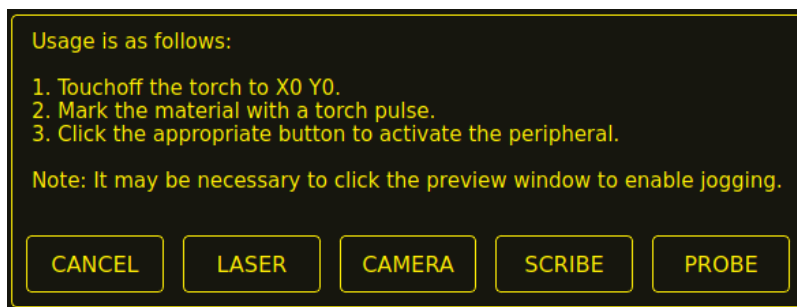 Usage is as follows:
1. Touchoff the torch to X0 Y0.
2. Mark the material with a torch pulse.
3. Click the appropriate button to activate the peripheral.
Note: It may be necessary to click the preview window to enable jogging.
CANCEL LASER CAMERA SCRIBE PROBE